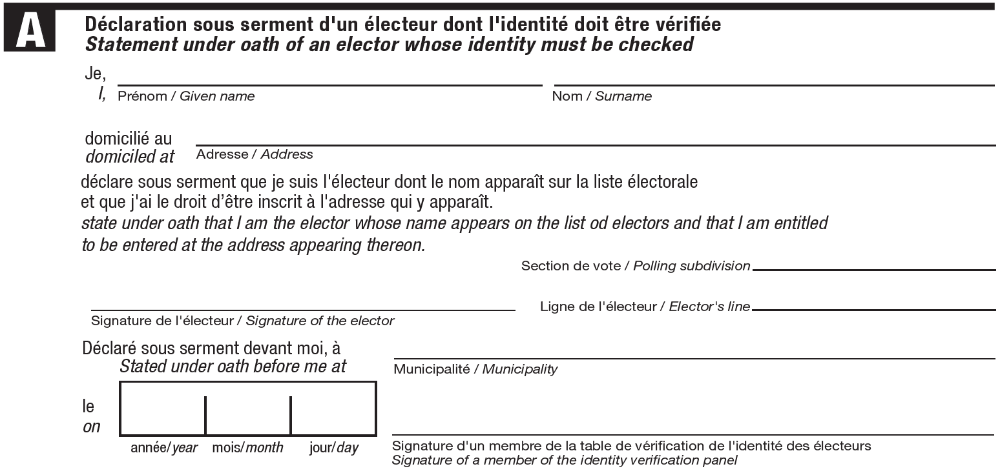 A
Déclaration sous serment d'un électeur dont l'identité doit être vérifiée
Statement under oath of an elector whose identity must be checked
Je,
I,
Prénom / Given name
Nom / Surname
domicilié au
domiciled at
Adresse / Address
déclare sous serment que je suis l'électeur dont le nom apparaît sur la liste électorale
et que j'ai le droit d’être inscrit à l'adresse qui y apparaît.
state under oath that I am the elector whose name appears on the list od electors and that I am entitled
to be entered at the address appearing thereon.
Section de vote / Polling subdivision
Ligne de l'électeur / Elector's line
Signature de l'électeur / Signature of the elector
Déclaré sous serment devant moi, à
Stated under oath before me at
Municipalité / Municipality
le
on
année/year mois/month jour/day
Signature d'un membre de la table de vérification de l'identité des électeurs
Signature of a member of the identity verification panel